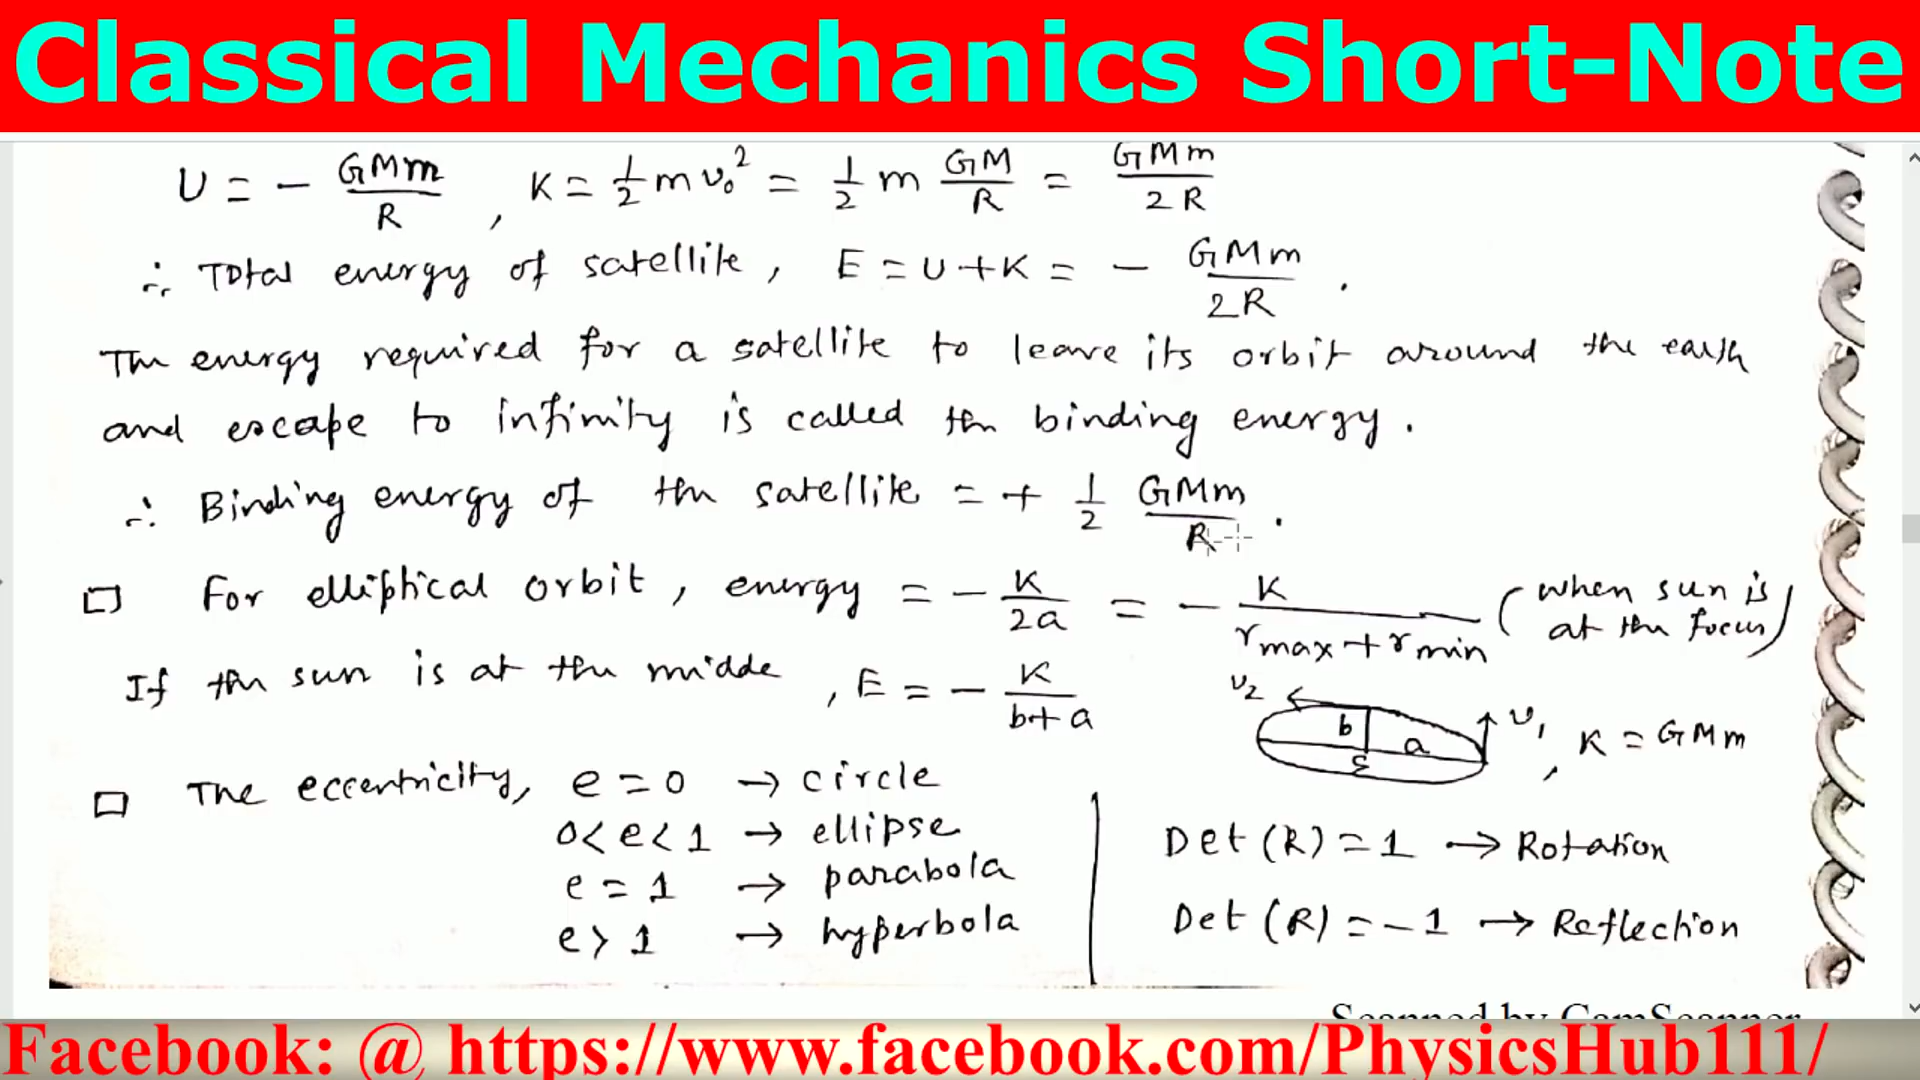 Classical Mechanics Short-Note
U = - GMm/R , K = 1/2 m v₀² = 1/2 m GM/R = GMm/2R
∴ Total energy of satellite, E = U + K = - GMm/2R .
The energy required for a satellite to leave its orbit around the earth
and escape to infinity is called the binding energy.
∴ Binding energy of the satellite = + 1/2 GMm/R .
□ For elliptical orbit, energy = - K/2a = - K/(rmax + rmin) (when sun is at the focus)
If the sun is at the midde , E = - K/(b+a)
v2 b a v1 , K = GMm
□ The eccentricity, e = 0 → circle
0 < e < 1 → ellipse
e = 1 → parabola
e > 1 → hyperbola
Det (R) = 1 → Rotation
Det (R) = -1 → Reflection
Scanned by CamScanner
Facebook: @ https://www.facebook.com/PhysicsHub111/